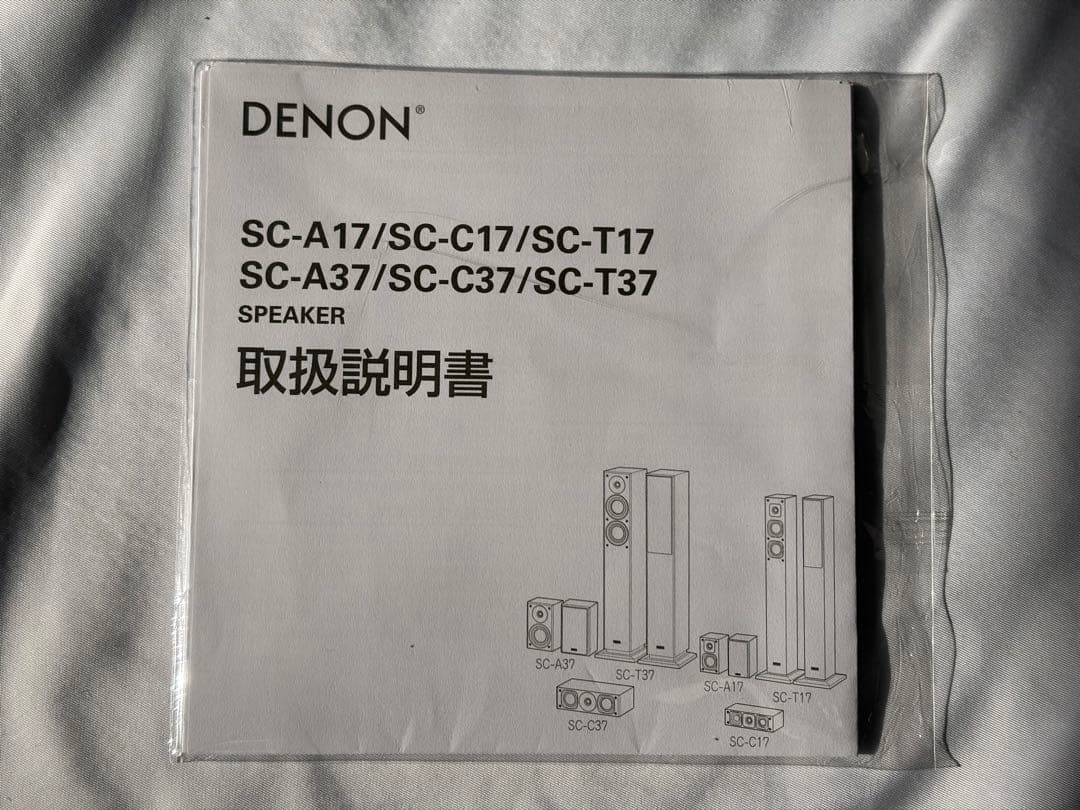 DENON®
SC-A17/SC-C17/SC-T17
SC-A37/SC-C37/SC-T37
SPEAKER
取扱説明書
SC-A37
SC-T37
SC-C37
SC-A17
SC-T17
SC-C17